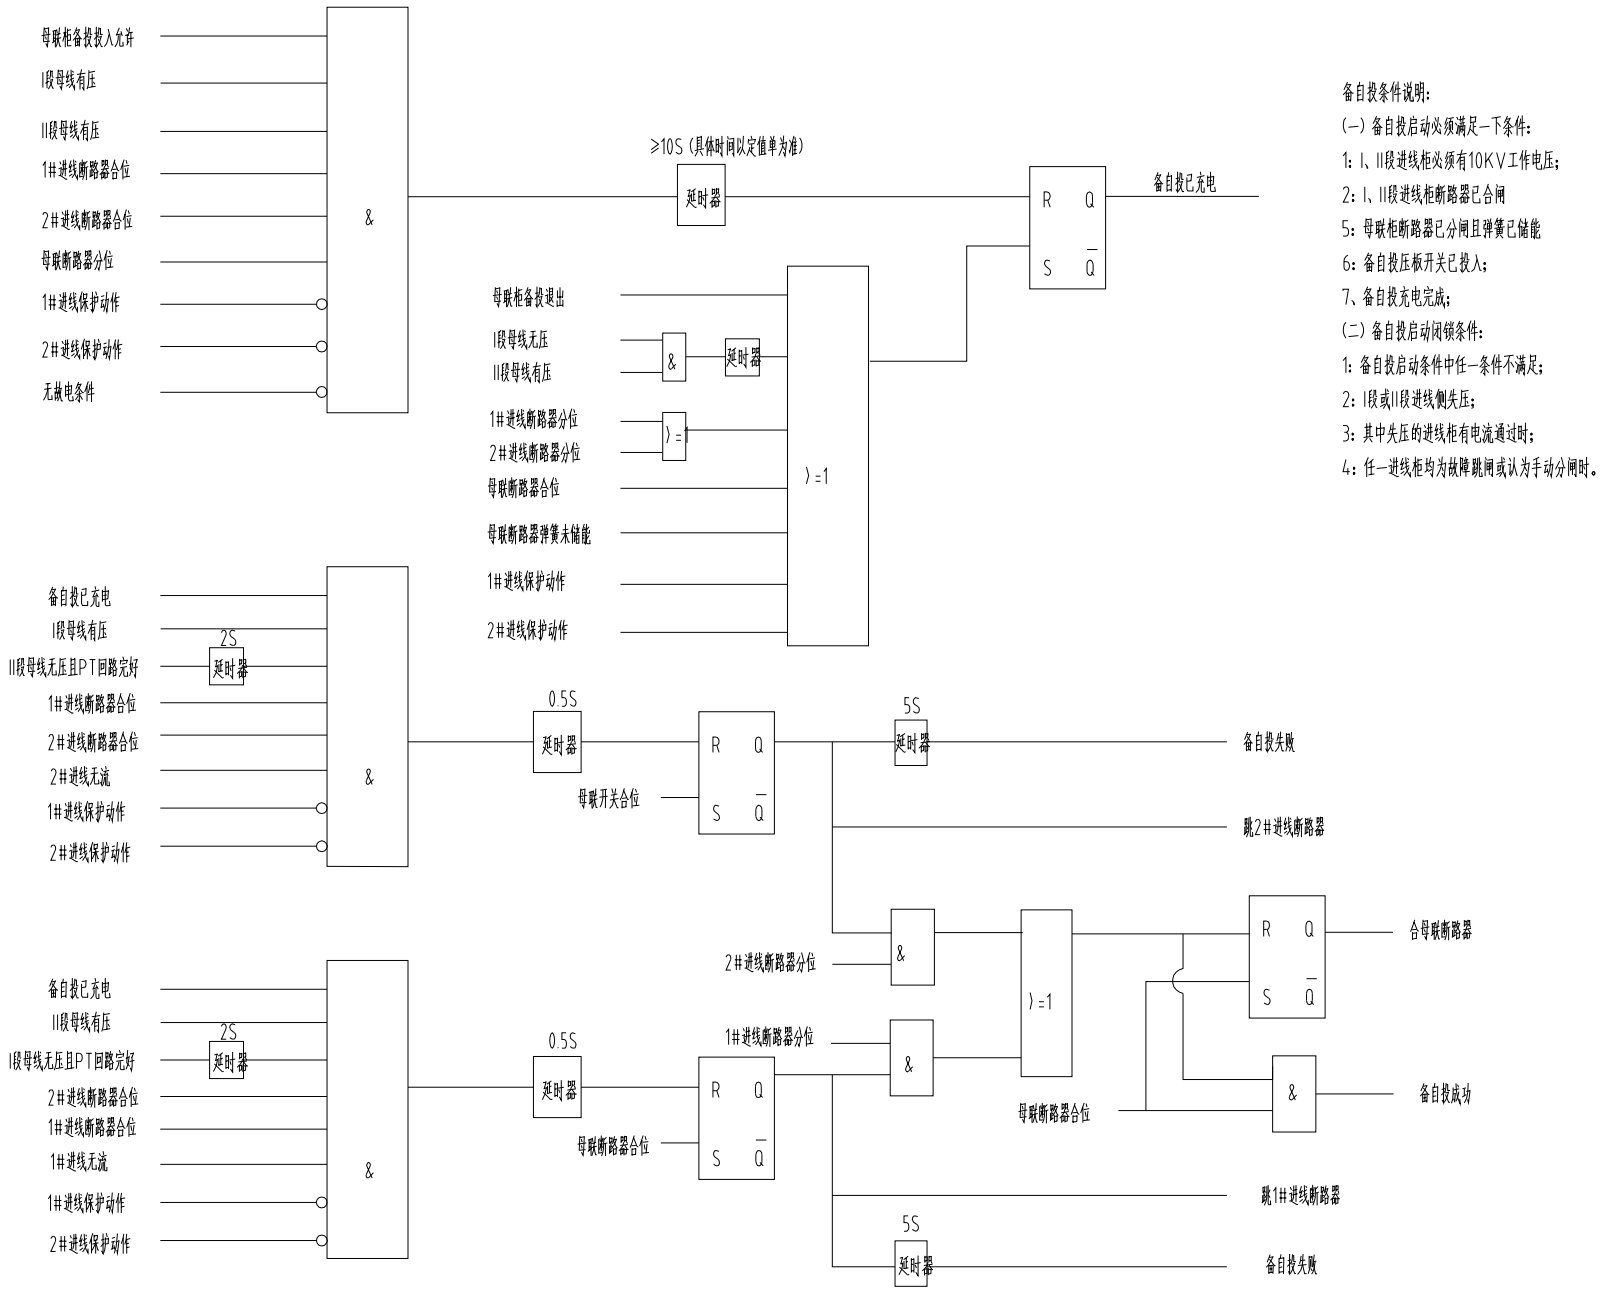 母联柜备投投入允许
I段母线有压
II段母线有压
1#进线断路器合位
2#进线断路器合位
母联断路器分位
1#进线保护动作
2#进线保护动作
无故电条件
&
≥10S (具体时间以定值单为准)
延时器
R Q
S Q
备自投已充电
母联柜备投退出
I段母线无压
II段母线有压
&
延时器
1#进线断路器分位
2#进线断路器分位
>=1
母联断路器合位
母联断路器弹簧未储能
1#进线保护动作
2#进线保护动作
>=1
备自投条件说明:
(一) 备自投启动必须满足一下条件:
1: I、II段进线柜必须有10KV工作电压;
2: I、II段进线柜断路器已合闸
5: 母联柜断路器已分闸且弹簧已储能
6: 备自投压板开关已投入;
7、备自投充电完成;
(二) 备自投启动闭锁条件:
1: 备自投启动条件中任一条件不满足;
2: I段或II段进线侧失压;
3: 其中失压的进线柜有电流通过时;
4: 任一进线柜均为故障跳闸或认为手动分闸时。
备自投已充电
I段母线有压
2S
II段母线无压且PT回路完好
延时器
1#进线断路器合位
2#进线断路器合位
2#进线无流
1#进线保护动作
2#进线保护动作
&
0.5S
延时器
母联开关合位
R Q
S Q
5S
延时器
备自投失败
跳2#进线断路器
2#进线断路器分位
&
1#进线断路器分位
&
>=1
R Q
S Q
合母联断路器
母联断路器合位
&
备自投成功
备自投已充电
II段母线有压
2S
I段母线无压且PT回路完好
延时器
2#进线断路器合位
1#进线断路器合位
1#进线无流
1#进线保护动作
2#进线保护动作
&
0.5S
延时器
母联断路器合位
R Q
S Q
跳1#进线断路器
5S
延时器
备自投失败